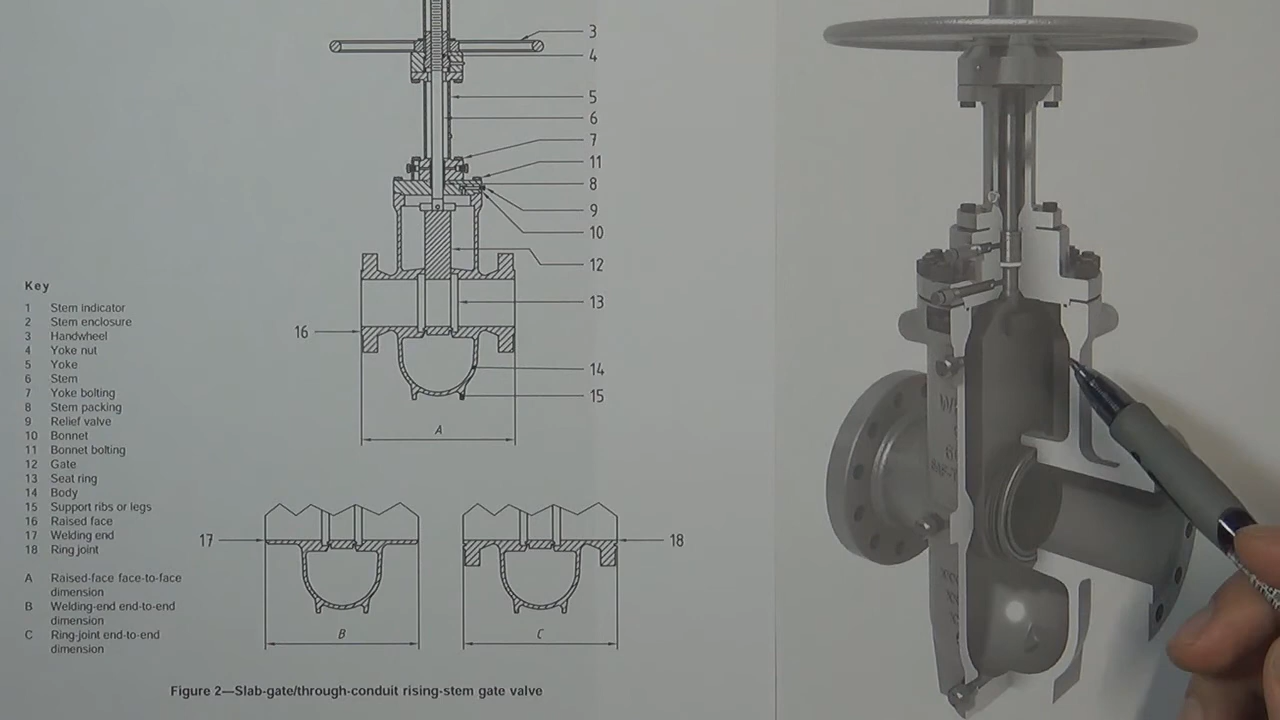 3
4
5
6
7
11
8
9
10
12
13
16
14
15
A
Key
1 Stem indicator
2 Stem enclosure
3 Handwheel
4 Yoke nut
5 Yoke
6 Stem
7 Yoke bolting
8 Stem packing
9 Relief valve
10 Bonnet
11 Bonnet bolting
12 Gate
13 Seat ring
14 Body
15 Support ribs or legs
16 Raised face
17 Welding end
18 Ring joint
A Raised-face face-to-face
dimension
B Welding-end end-to-end
dimension
C Ring-joint end-to-end
dimension
17
18
B
C
Figure 2—Slab-gate/through-conduit rising-stem gate valve